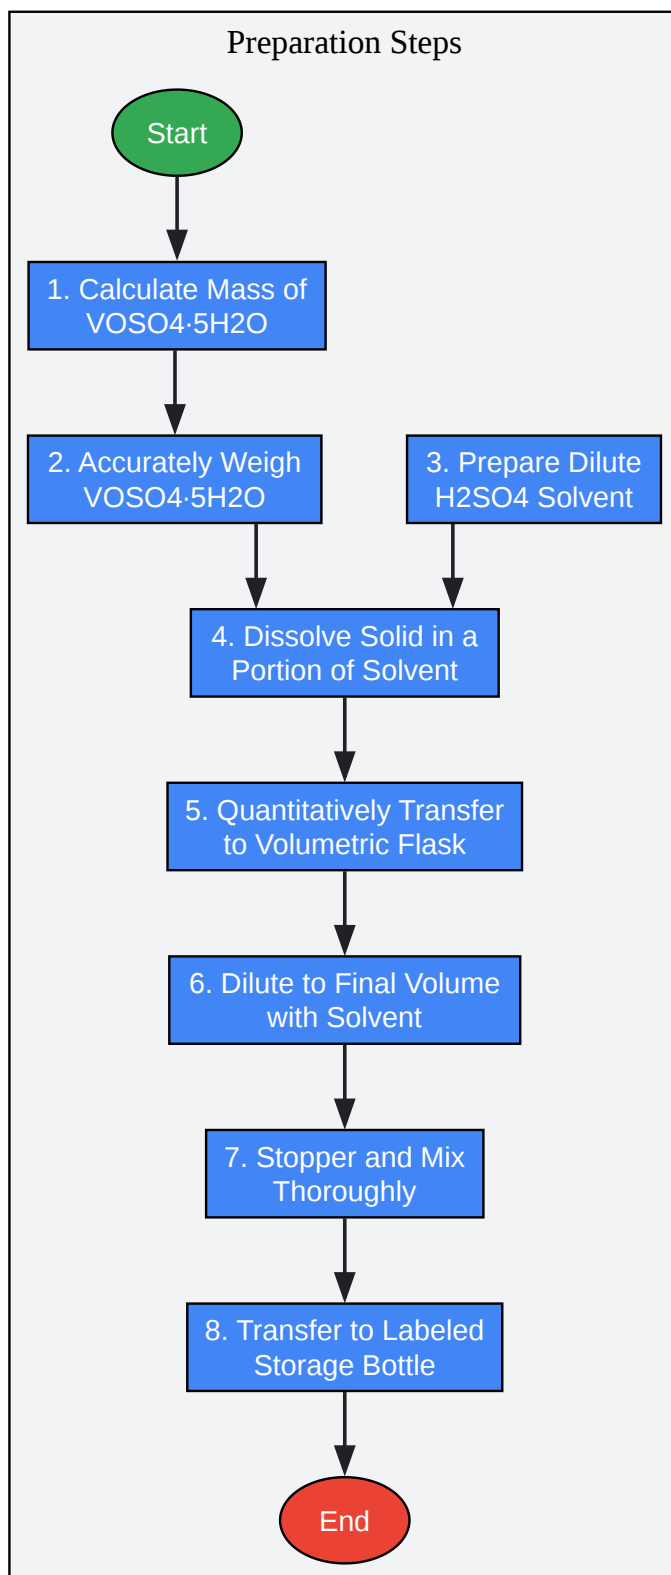 Preparation Steps
Start
1. Calculate Mass of
VOSO4·5H2O
2. Accurately Weigh
VOSO4·5H2O
3. Prepare Dilute
H2SO4 Solvent
4. Dissolve Solid in a
Portion of Solvent
5. Quantitatively Transfer
to Volumetric Flask
6. Dilute to Final Volume
with Solvent
7. Stopper and Mix
Thoroughly
8. Transfer to Labeled
Storage Bottle
End